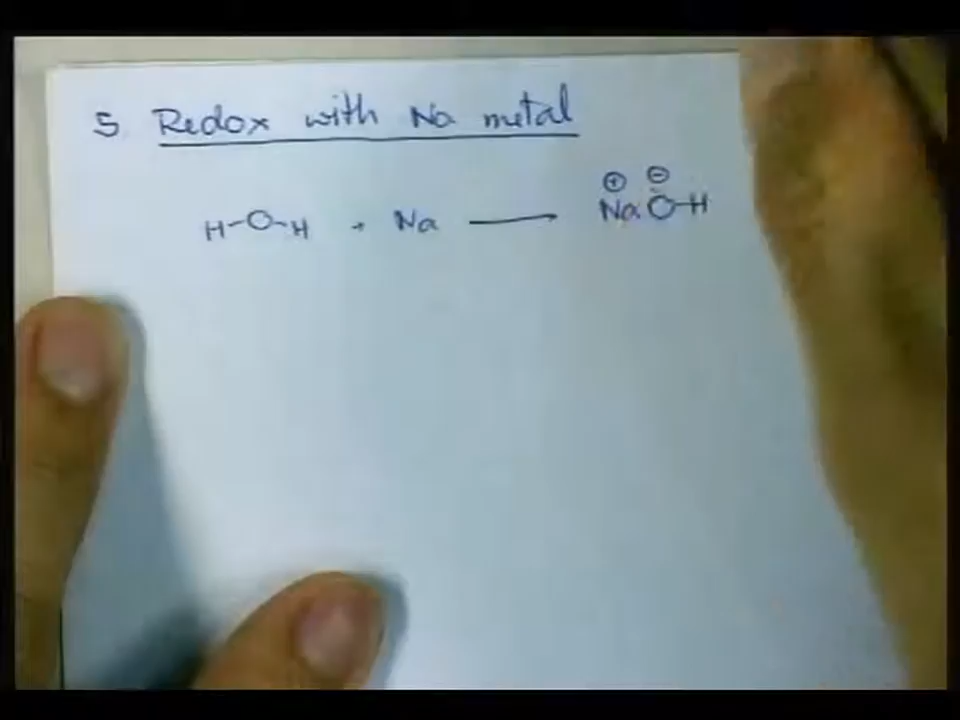 5 Redox with Na metal
⊕ ⊖
H-O-H + Na ⟶ Na O-H